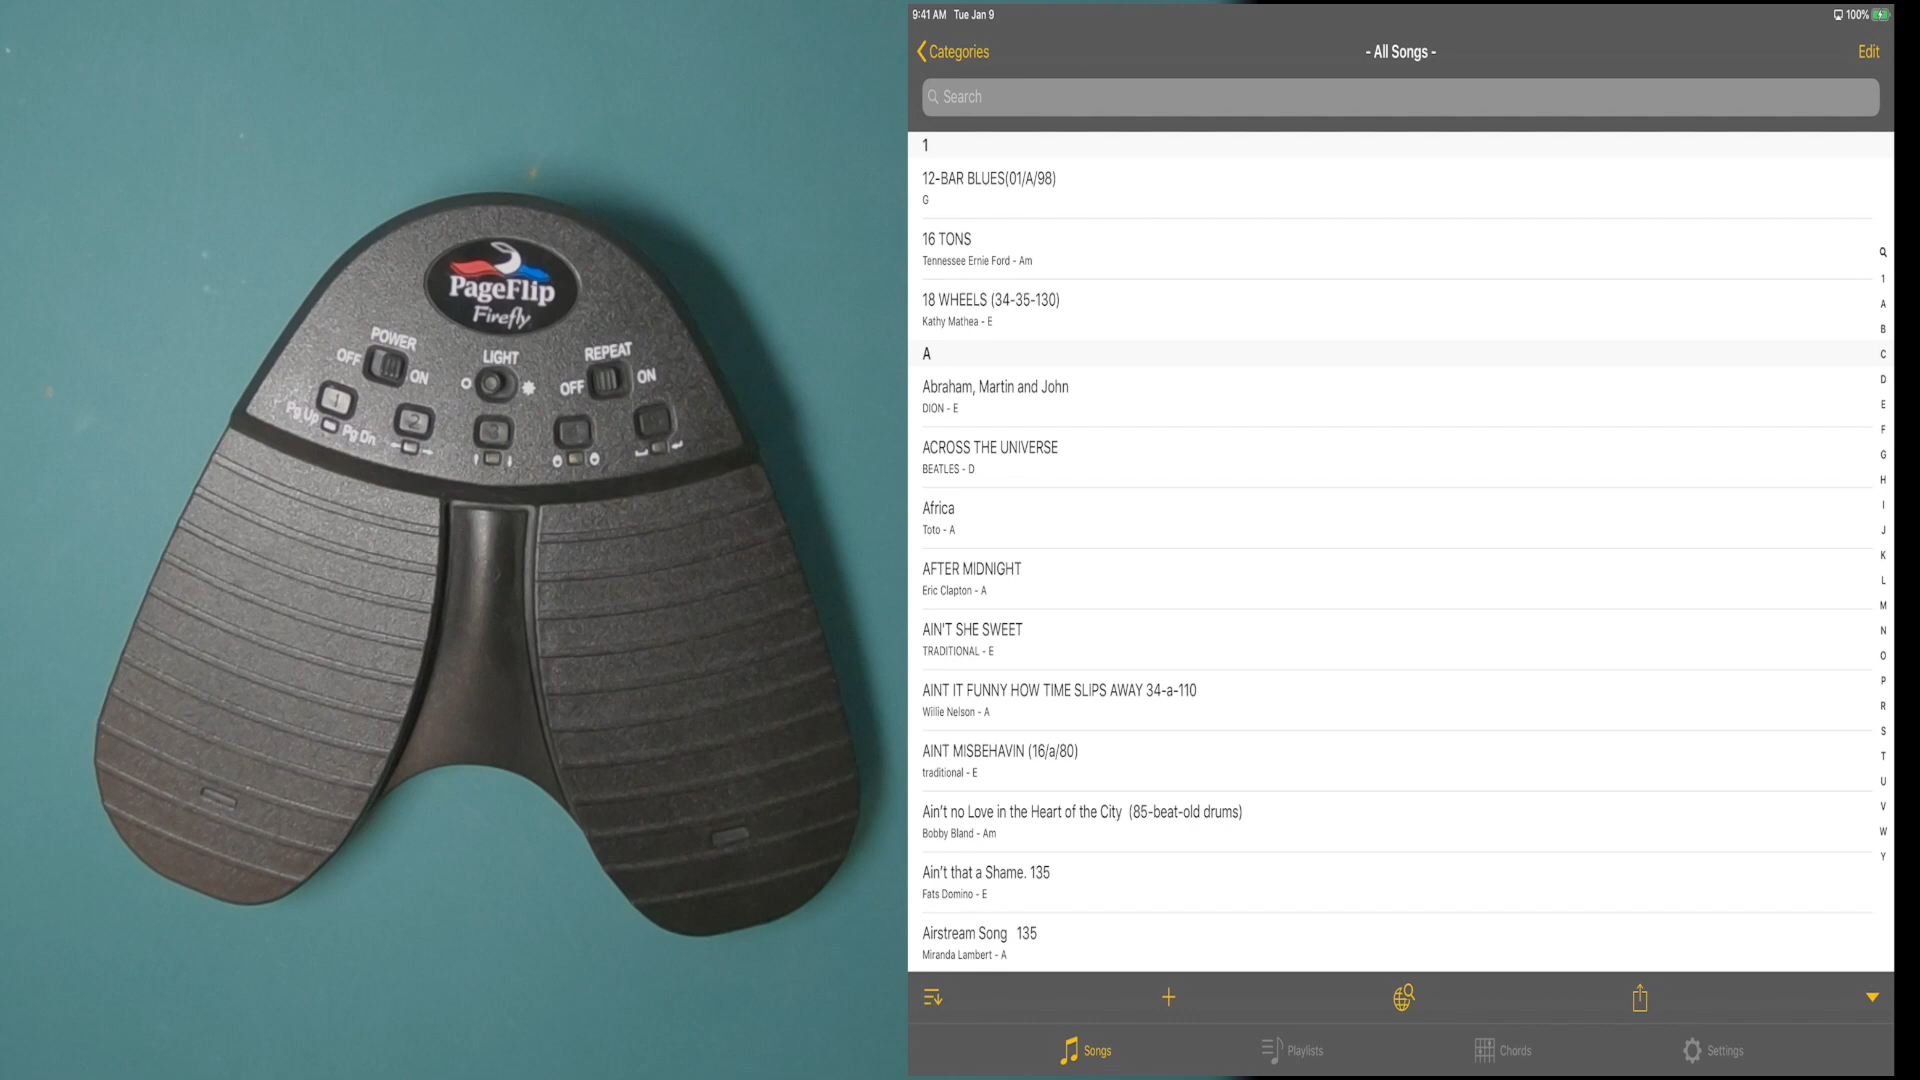 PageFlip
Firefly
POWER
OFF
ON
LIGHT
REPEAT
OFF
ON
1
2
3
Pg Up
Pg Dn
9:41 AM Tue Jan 9
100%
Categories
- All Songs -
Edit
Search
1
12-BAR BLUES(01/A/98)
G
16 TONS
Tennessee Ernie Ford - Am
18 WHEELS (34-35-130)
Kathy Mathea - E
A
Abraham, Martin and John
DION - E
ACROSS THE UNIVERSE
BEATLES - D
Africa
Toto - A
AFTER MIDNIGHT
Eric Clapton - A
AIN'T SHE SWEET
TRADITIONAL - E
AINT IT FUNNY HOW TIME SLIPS AWAY 34-a-110
Willie Nelson - A
AINT MISBEHAVIN (16/a/80)
traditional - E
Ain't no Love in the Heart of the City (85-beat-old drums)
Bobby Bland - Am
Ain't that a Shame. 135
Fats Domino - E
Airstream Song 135
Miranda Lambert - A
1
A
B
C
D
E
F
G
H
I
J
K
L
M
N
O
P
R
S
T
U
V
W
Y
Songs
Playlists
Chords
Settings